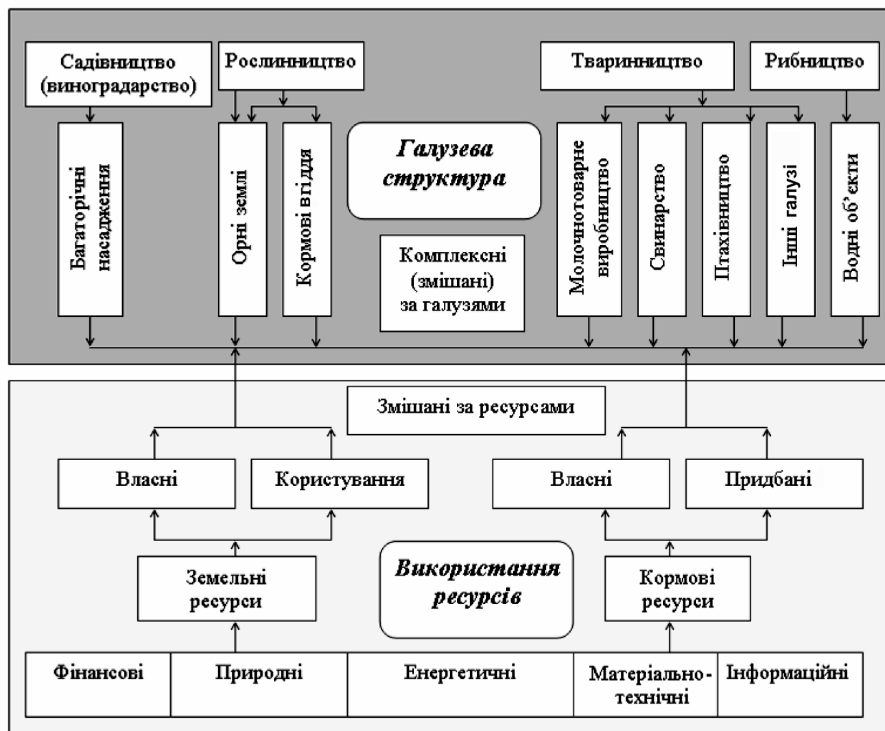 Садівництво
(виноградарство)
Рослинництво
Тваринництво
Рибництво
Багаторічні
насадження
Орні землі
Кормові вгіддя
Галузева
структура
Комплексні
(змішані)
за галузями
Молочнотоварне
виробництво
Свинарство
Птахівництво
Інші галузі
Водні об’єкти
Змішані за ресурсами
Власні
Користування
Власні
Придбані
Земельні
ресурси
Використання
ресурсів
Кормові
ресурси
Фінансові
Природні
Енергетичні
Матеріально-
технічні
Інформаційні